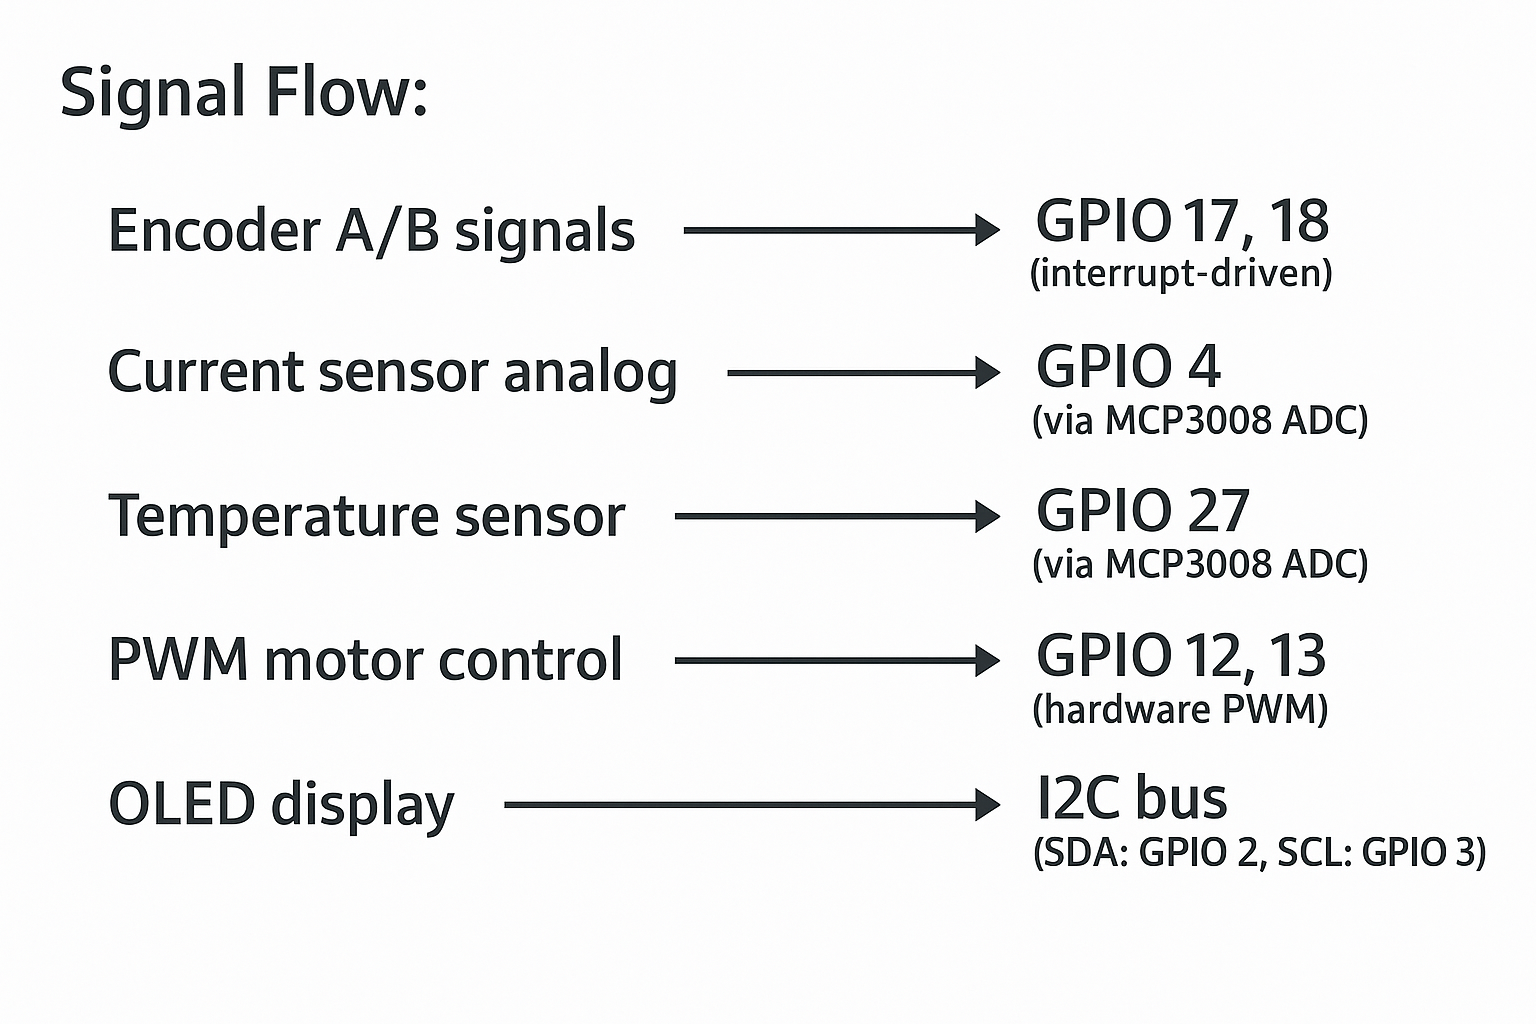 Signal Flow:
Encoder A/B signals
GPIO 17, 18
(interrupt-driven)
Current sensor analog
GPIO 4
(via MCP3008 ADC)
Temperature sensor
GPIO 27
(via MCP3008 ADC)
PWM motor control
GPIO 12, 13
(hardware PWM)
OLED display
I2C bus
(SDA: GPIO 2, SCL: GPIO 3)